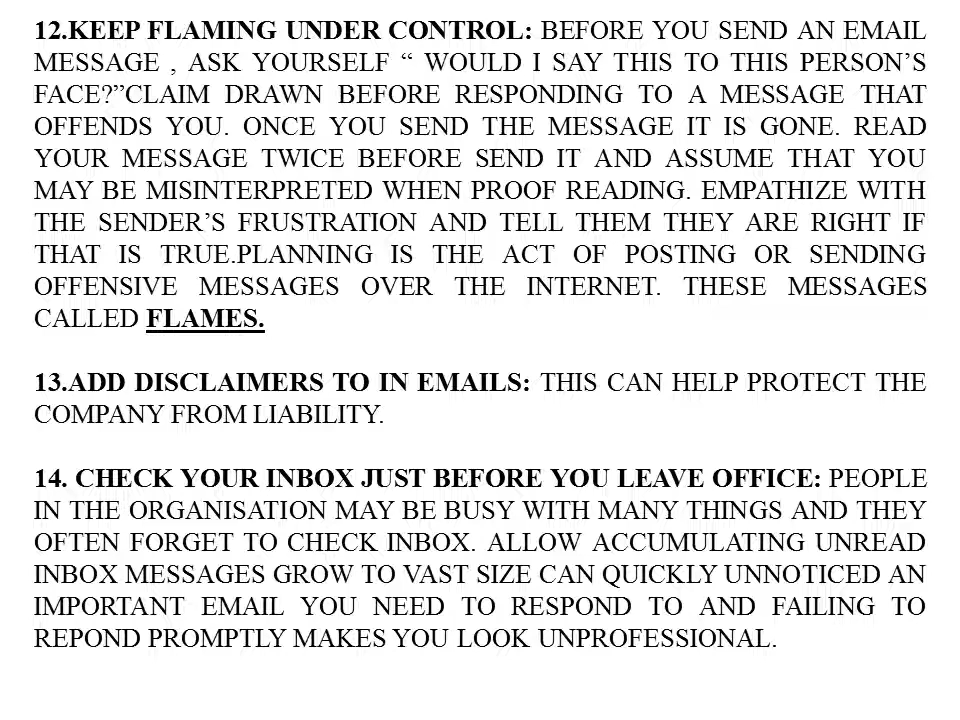 12.KEEP FLAMING UNDER CONTROL: BEFORE YOU SEND AN EMAIL
MESSAGE , ASK YOURSELF “ WOULD I SAY THIS TO THIS PERSON’S
FACE?”CLAIM DRAWN BEFORE RESPONDING TO A MESSAGE THAT
OFFENDS YOU. ONCE YOU SEND THE MESSAGE IT IS GONE. READ
YOUR MESSAGE TWICE BEFORE SEND IT AND ASSUME THAT YOU
MAY BE MISINTERPRETED WHEN PROOF READING. EMPATHIZE WITH
THE SENDER’S FRUSTRATION AND TELL THEM THEY ARE RIGHT IF
THAT IS TRUE.PLANNING IS THE ACT OF POSTING OR SENDING
OFFENSIVE MESSAGES OVER THE INTERNET. THESE MESSAGES
CALLED FLAMES.
13.ADD DISCLAIMERS TO IN EMAILS: THIS CAN HELP PROTECT THE
COMPANY FROM LIABILITY.
14. CHECK YOUR INBOX JUST BEFORE YOU LEAVE OFFICE: PEOPLE
IN THE ORGANISATION MAY BE BUSY WITH MANY THINGS AND THEY
OFTEN FORGET TO CHECK INBOX. ALLOW ACCUMULATING UNREAD
INBOX MESSAGES GROW TO VAST SIZE CAN QUICKLY UNNOTICED AN
IMPORTANT EMAIL YOU NEED TO RESPOND TO AND FAILING TO
REPOND PROMPTLY MAKES YOU LOOK UNPROFESSIONAL.